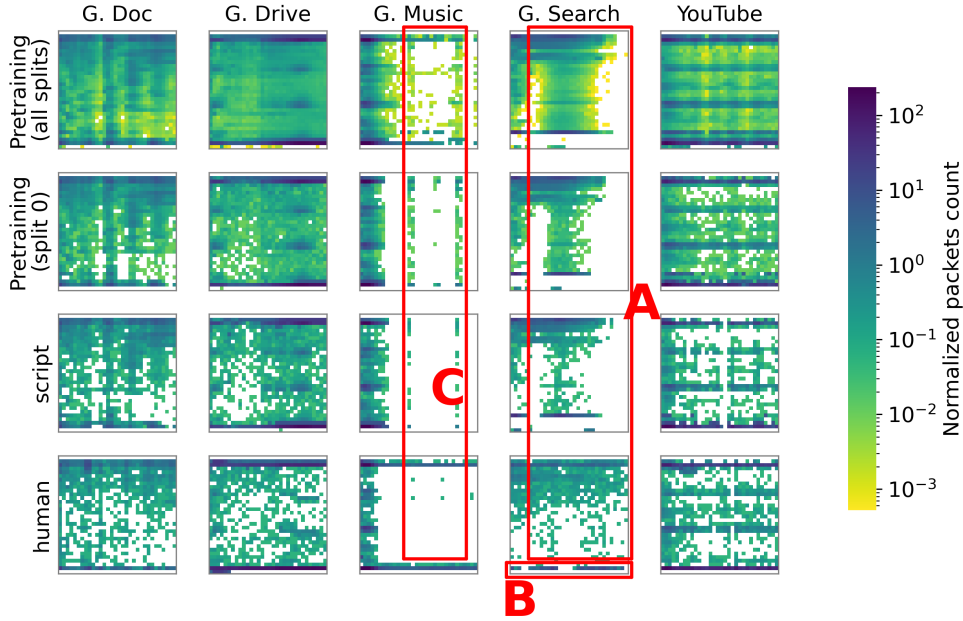 G. Doc G. Drive G. Music G. Search YouTube
Pretraining
(all splits)
Pretraining
(split 0)
script
human
A
C
B
10^2
10^1
10^0
10^-1
10^-2
10^-3
Normalized packets count